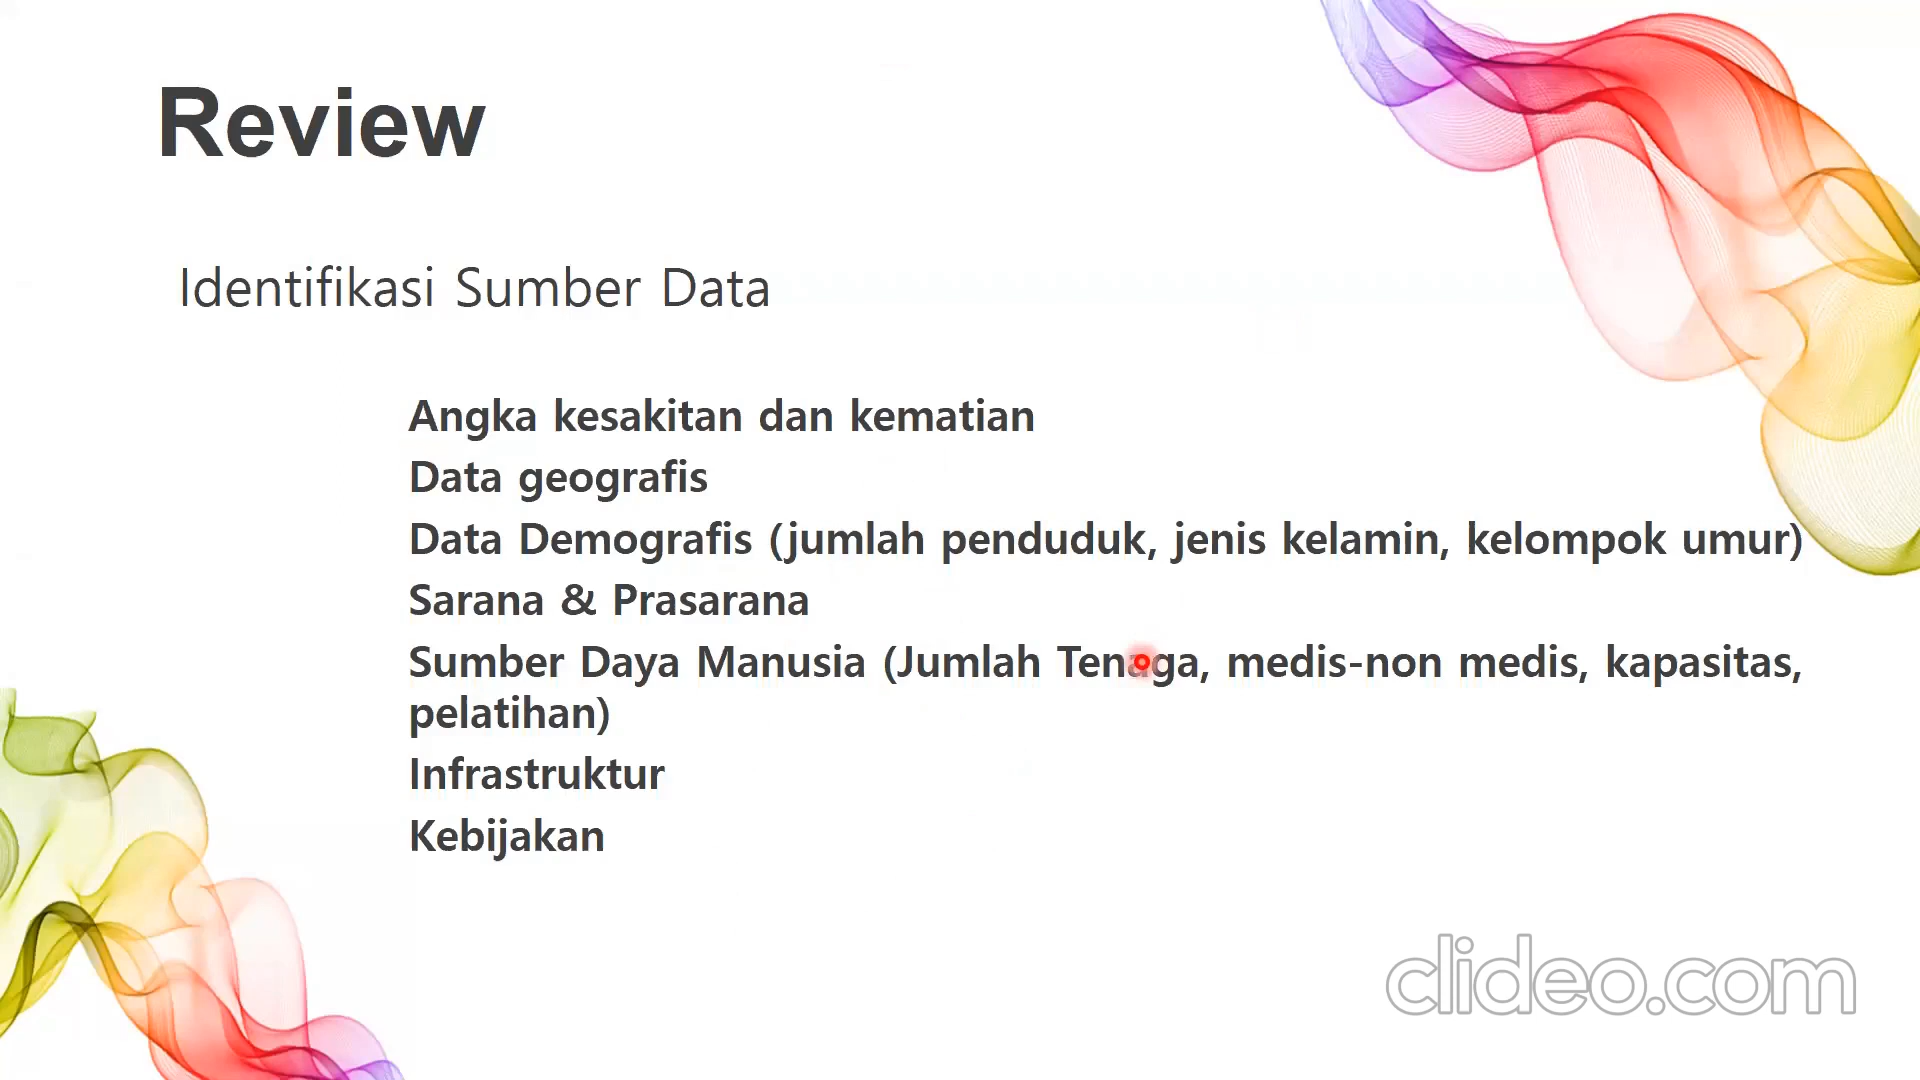 Review
Identifikasi Sumber Data
Angka kesakitan dan kematian
Data geografis
Data Demografis (jumlah penduduk, jenis kelamin, kelompok umur)
Sarana & Prasarana
Sumber Daya Manusia (Jumlah Tenaga, medis-non medis, kapasitas,
pelatihan)
Infrastruktur
Kebijakan
clideo.com